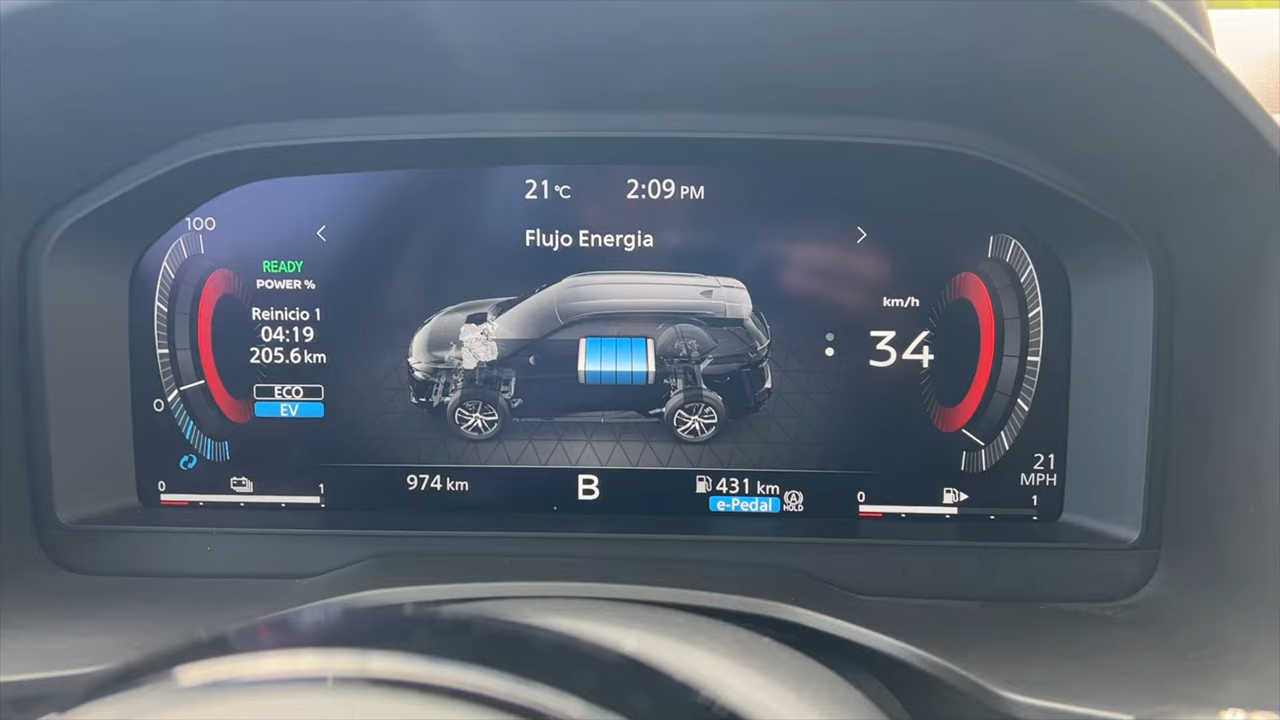 21°C 2:09 PM
< Flujo Energia >
100
READY
POWER %
Reinicio 1
04:19
205.6 km
ECO
EV
0
km/h
34
21
MPH
0 1
974 km
B
431 km
e-Pedal
(A) HOLD
0 1